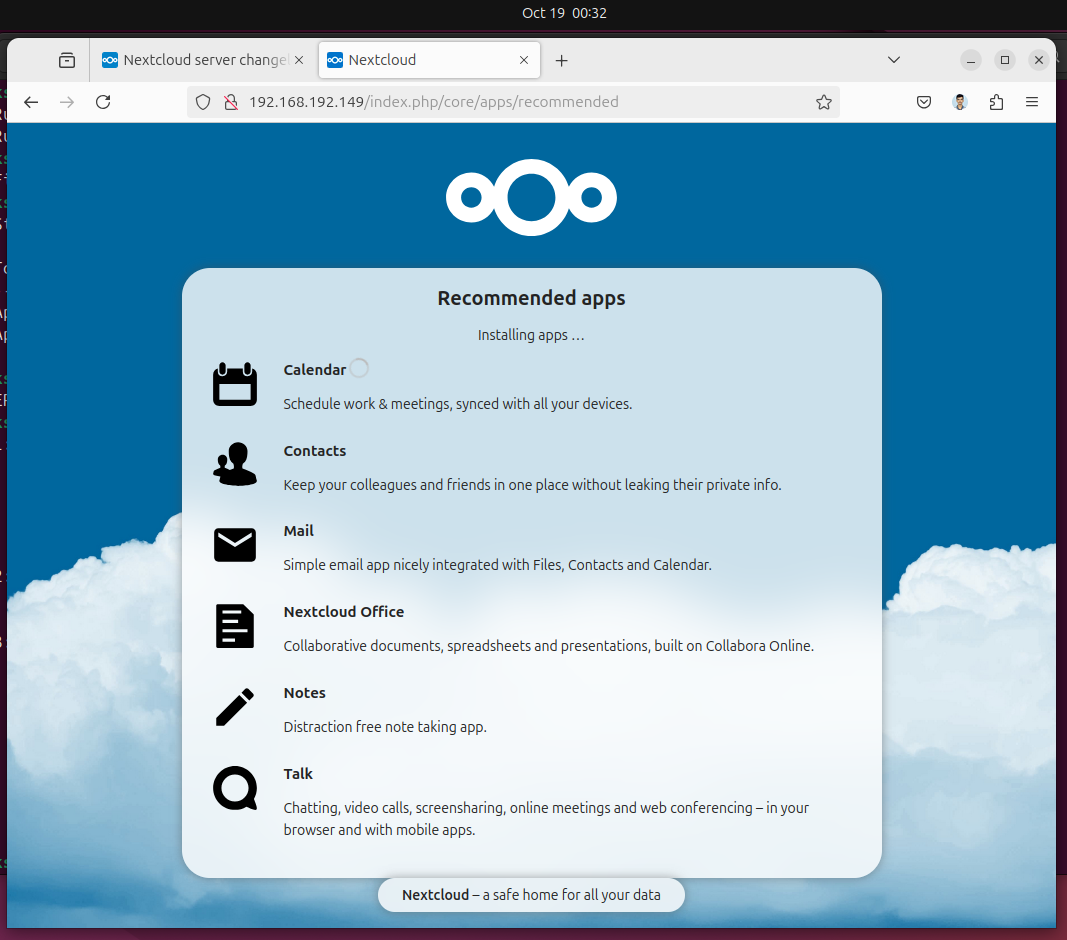 Oct 19 00:32
Nextcloud server change
Nextcloud
192.168.192.149/index.php/core/apps/recommended
Recommended apps
Installing apps …
Calendar
Schedule work & meetings, synced with all your devices.
Contacts
Keep your colleagues and friends in one place without leaking their private info.
Mail
Simple email app nicely integrated with Files, Contacts and Calendar.
Nextcloud Office
Collaborative documents, spreadsheets and presentations, built on Collabora Online.
Notes
Distraction free note taking app.
Talk
Chatting, video calls, screensharing, online meetings and web conferencing – in your
browser and with mobile apps.
Nextcloud – a safe home for all your data